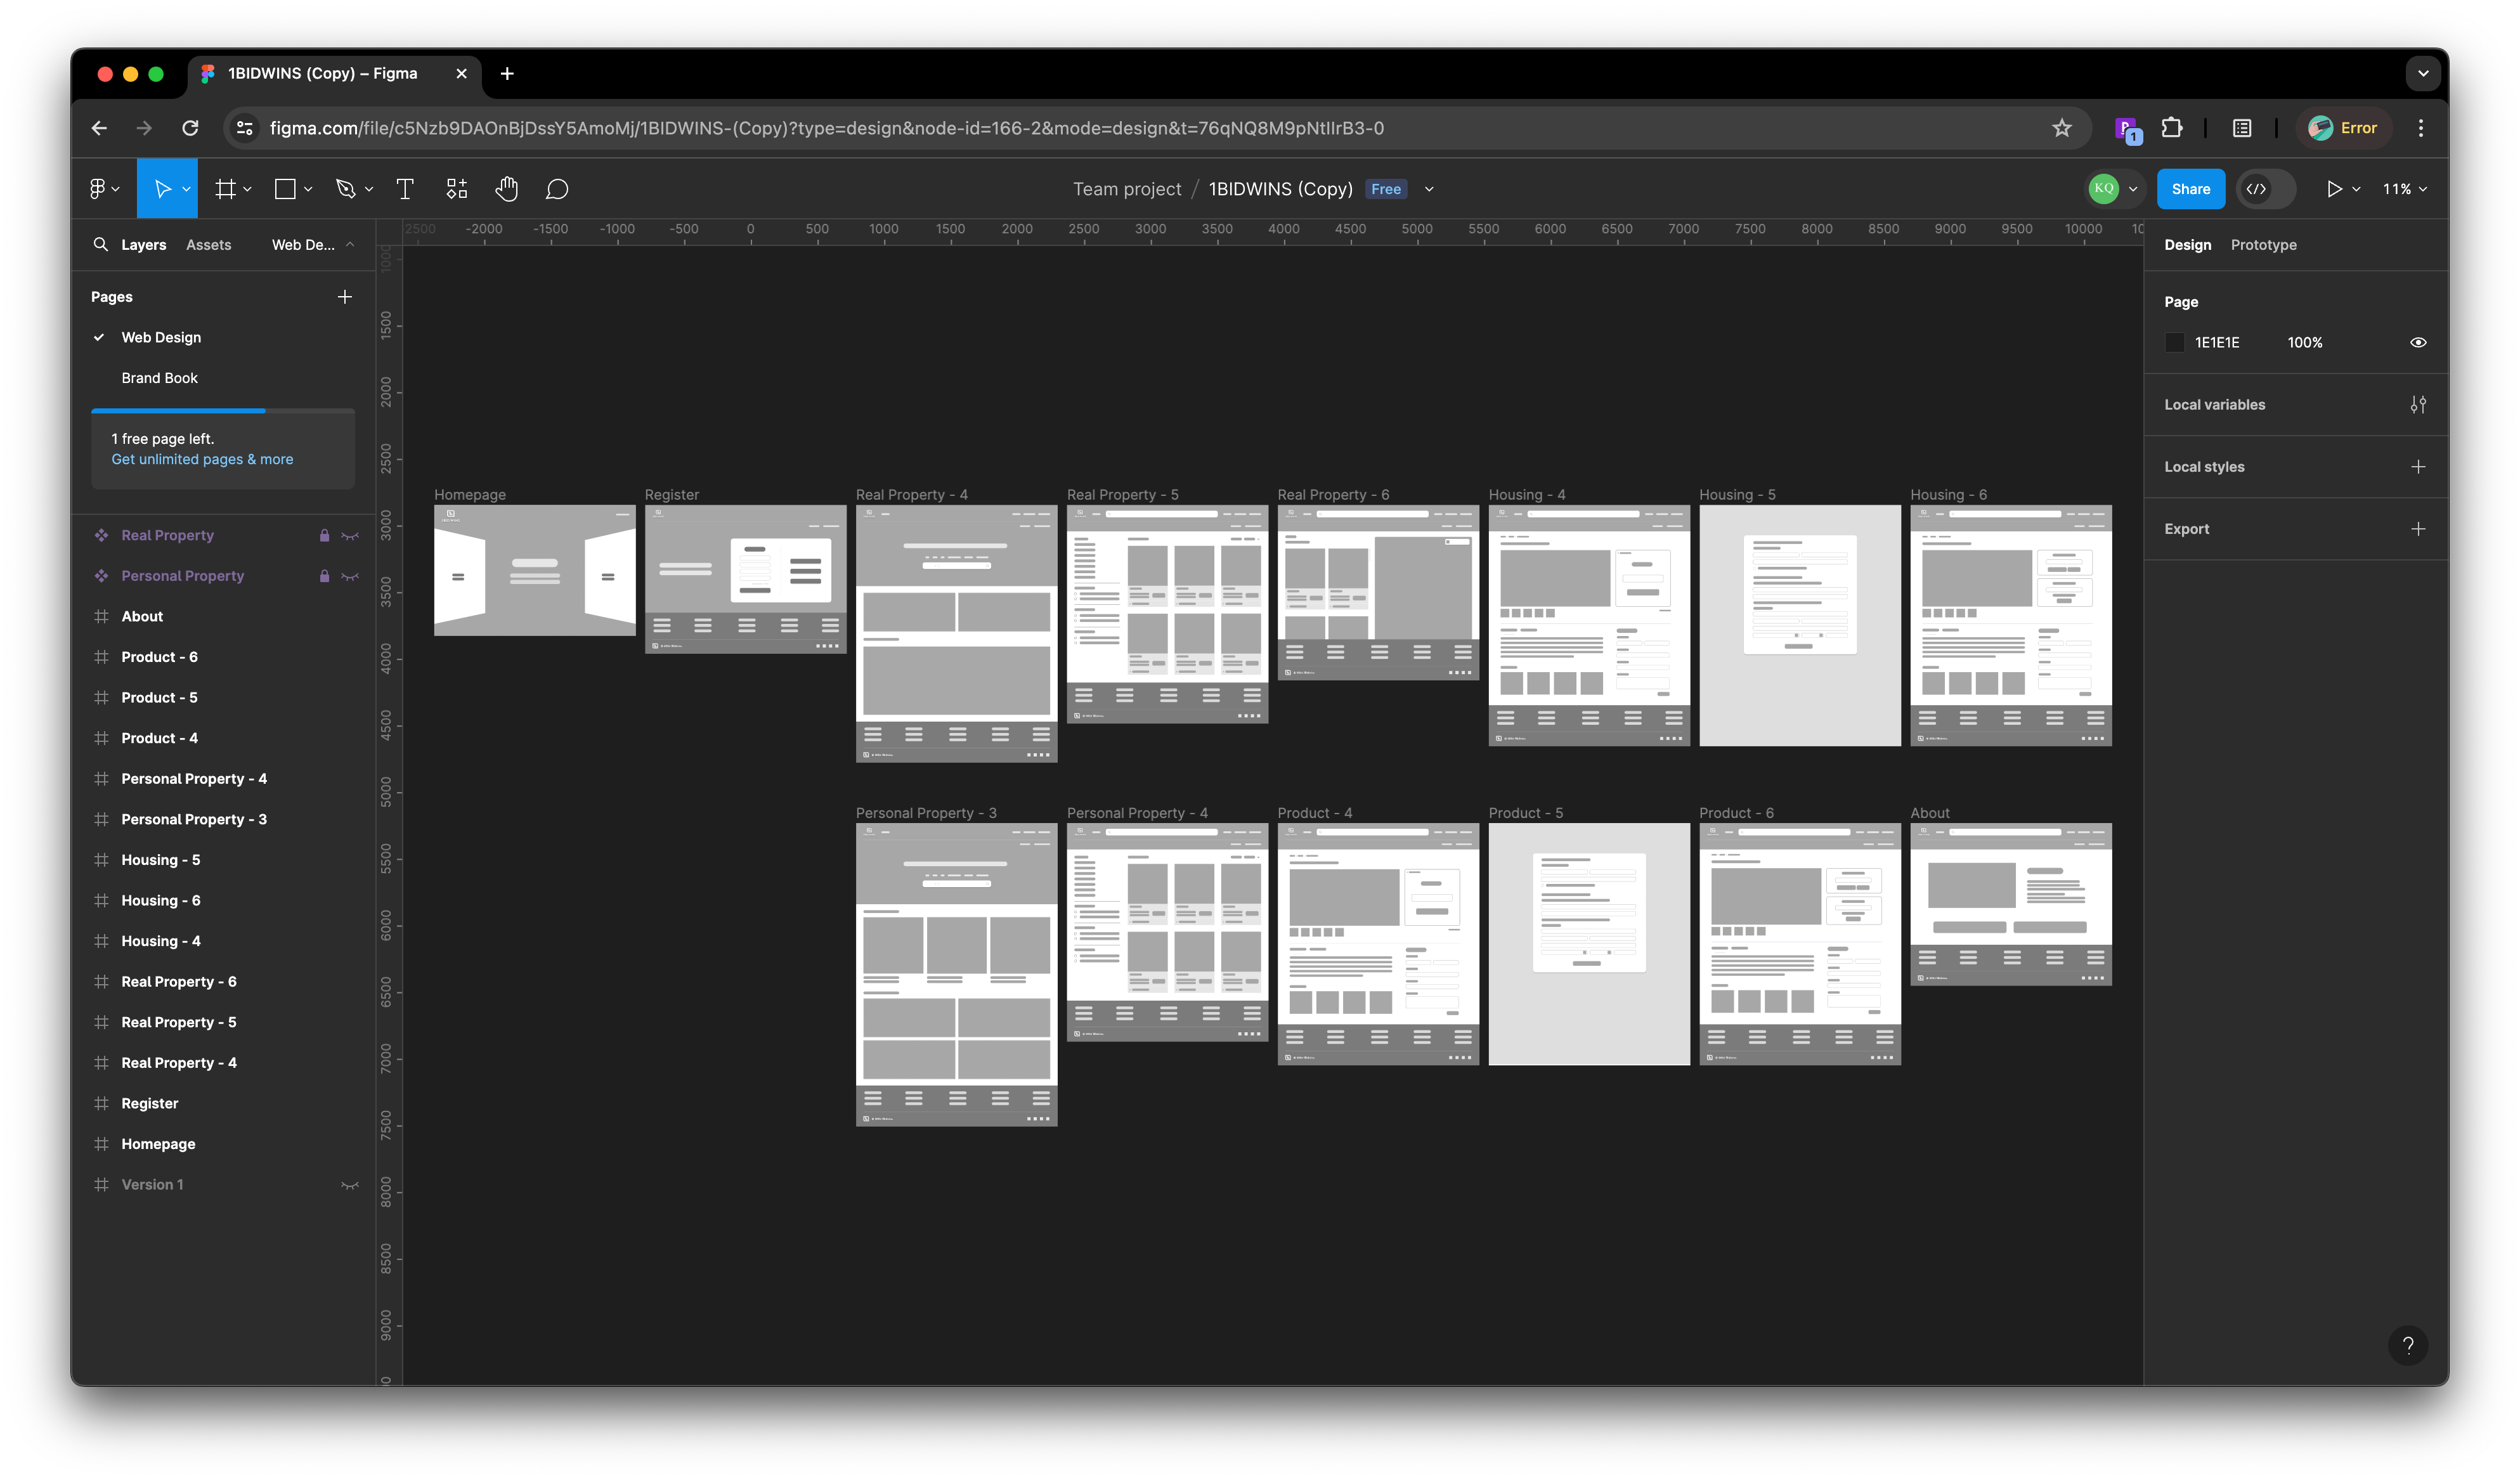 1BIDWINS (Copy) – Figma
figma.com/file/c5Nzb9DAOnBjDssY5AmoMj/1BIDWINS-(Copy)?type=design&node-id=166-2&mode=design&t=76qNQ8M9pNtIIrB3-0
1
Error
Team project / 1BIDWINS (Copy) Free
KQ
Share
11%
Layers Assets Web De...
Pages
Web Design
Brand Book
1 free page left.
Get unlimited pages & more
Real Property
Personal Property
About
Product - 6
Product - 5
Product - 4
Personal Property - 4
Personal Property - 3
Housing - 5
Housing - 6
Housing - 4
Real Property - 6
Real Property - 5
Real Property - 4
Register
Homepage
Version 1
2500 -2000 -1500 -1000 -500 0 500 1000 1500 2000 2500 3000 3500 4000 4500 5000 5500 6000 6500 7000 7500 8000 8500 9000 9500 10000 10
1000
1500
2000
2500
3000
3500
4000
4500
5000
5500
6000
6500
7000
7500
8000
8500
9000
Homepage Register Real Property - 4 Real Property - 5 Real Property - 6 Housing - 4 Housing - 5 Housing - 6
Personal Property - 3 Personal Property - 4 Product - 4 Product - 5 Product - 6 About
Design Prototype
Page
1E1E1E 100%
Local variables
Local styles
Export
?